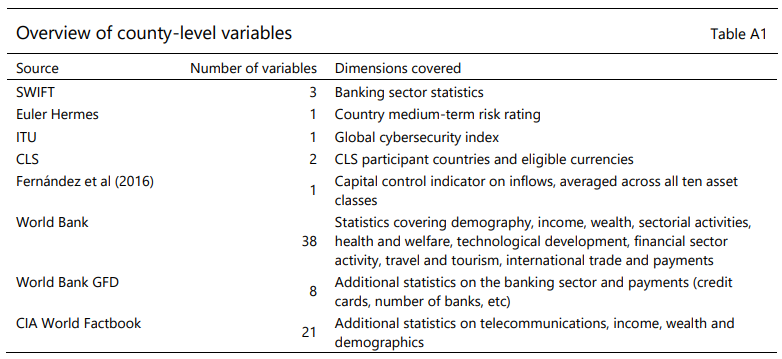 Overview of county-level variables Table A1
Source Number of variables Dimensions covered
SWIFT 3 Banking sector statistics
Euler Hermes 1 Country medium-term risk rating
ITU 1 Global cybersecurity index
CLS 2 CLS participant countries and eligible currencies
Fernández et al (2016) 1 Capital control indicator on inflows, averaged across all ten asset
classes
World Bank 38 Statistics covering demography, income, wealth, sectorial activities,
health and welfare, technological development, financial sector
activity, travel and tourism, international trade and payments
World Bank GFD 8 Additional statistics on the banking sector and payments (credit
cards, number of banks, etc)
CIA World Factbook 21 Additional statistics on telecommunications, income, wealth and
demographics